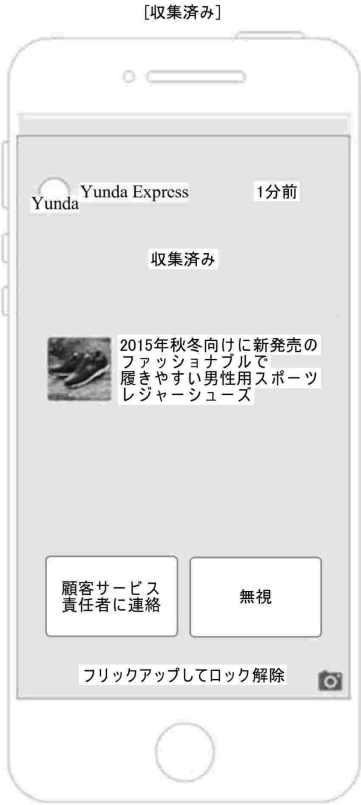 [収集済み]
Yunda Express
1分前
Yunda
収集済み
2015年秋冬向けに新発売の
ファッショナブルで
履きやすい男性用スポーツ
レジャーシューズ
顧客サービス
責任者に連絡
無視
フリックアップしてロック解除